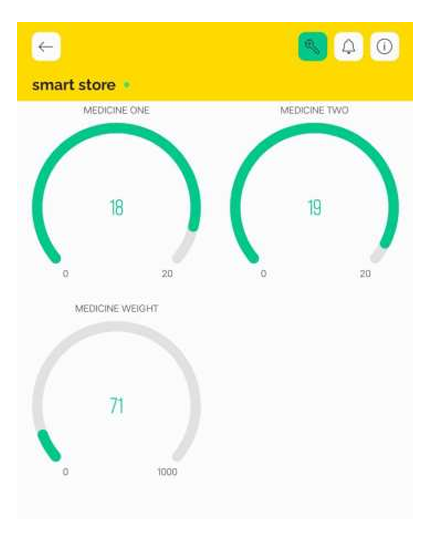 smart store
MEDICINE ONE
MEDICINE TWO
18
19
0
20
0
20
MEDICINE WEIGHT
71
0
1000